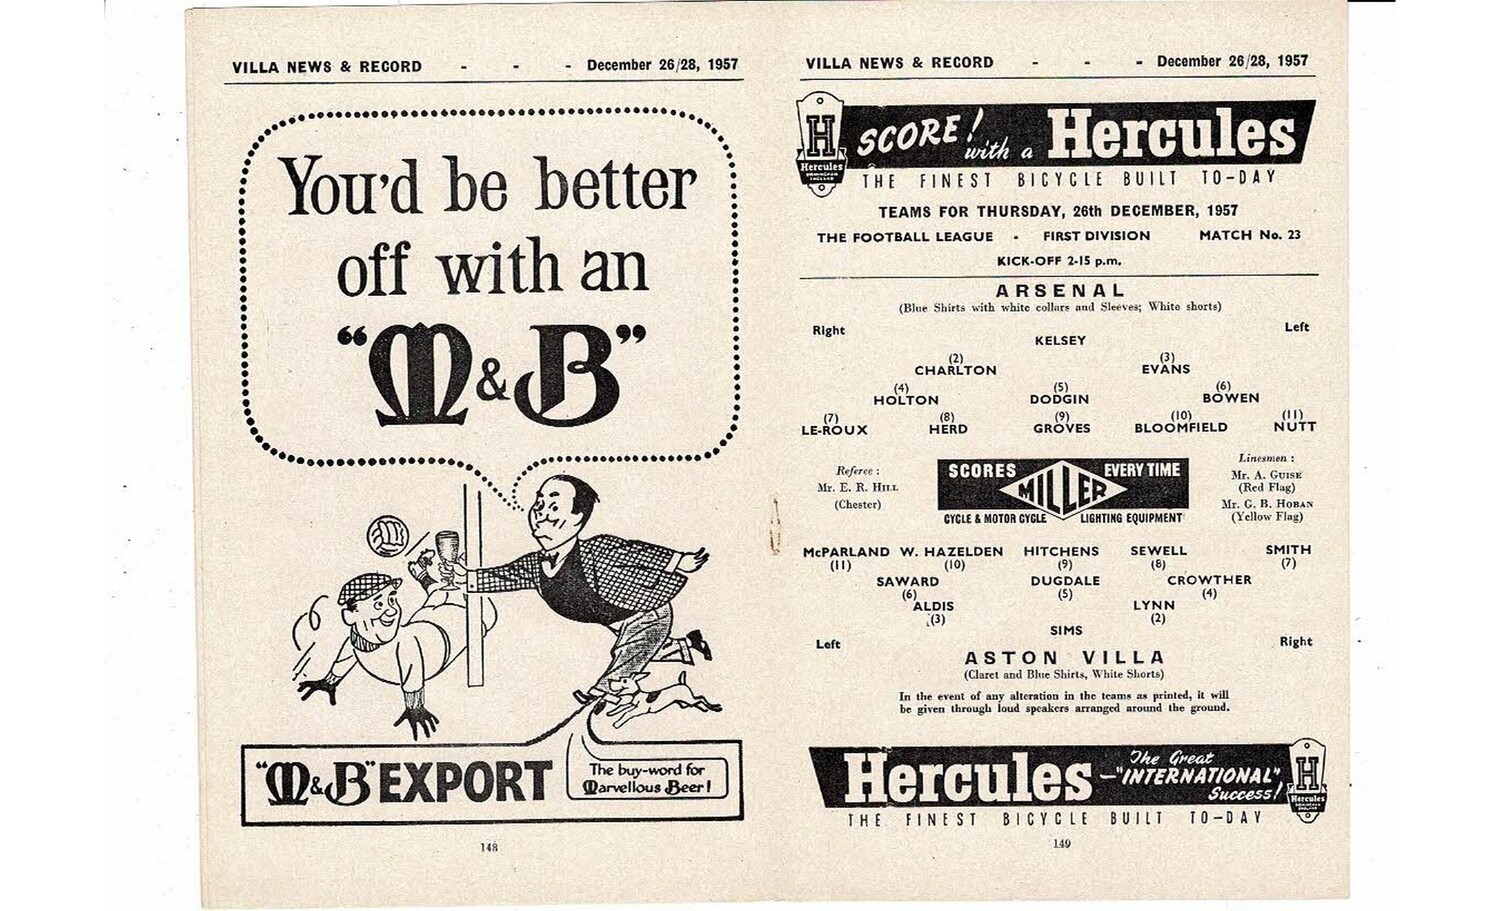 VILLA NEWS & RECORD - - - December 26/28, 1957
You'd be better
off with an
"M&B"
"M&B" EXPORT
The buy-word for
Marvellous Beer!
148
VILLA NEWS & RECORD - - - December 26/28, 1957
H
Hercules
BIRMINGHAM
ENGLAND
SCORE! with a Hercules
THE FINEST BICYCLE BUILT TO-DAY
TEAMS FOR THURSDAY, 26th DECEMBER, 1957
THE FOOTBALL LEAGUE - FIRST DIVISION MATCH No. 23
KICK-OFF 2-15 p.m.
ARSENAL
(Blue Shirts with white collars and Sleeves; White shorts)
Right Left
KELSEY
(2) (3)
CHARLTON EVANS
(4) (5) (6)
HOLTON DODGIN BOWEN
(7) (8) (9) (10) (11)
LE-ROUX HERD GROVES BLOOMFIELD NUTT
Referee :
Mr. E. R. HILL
(Chester)
SCORES EVERY TIME
MILLER
CYCLE & MOTOR CYCLE LIGHTING EQUIPMENT
Linesmen :
Mr. A. GUISE
(Red Flag)
Mr. G. B. HOBAN
(Yellow Flag)
McPARLAND W. HAZELDEN HITCHENS SEWELL SMITH
(11) (10) (9) (8) (7)
SAWARD DUGDALE CROWTHER
(6) (5) (4)
ALDIS LYNN
(3) (2)
SIMS
Left Right
ASTON VILLA
(Claret and Blue Shirts, White Shorts)
In the event of any alteration in the teams as printed, it will
be given through loud speakers arranged around the ground.
Hercules – The Great
"INTERNATIONAL"
Success!
H
Hercules
BIRMINGHAM
ENGLAND
THE FINEST BICYCLE BUILT TO-DAY
149